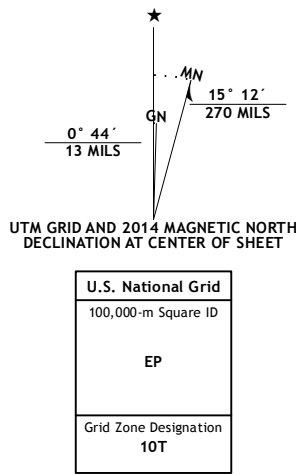 ★
MN
GN
15° 12´
270 MILS
0° 44´
13 MILS
UTM GRID AND 2014 MAGNETIC NORTH
DECLINATION AT CENTER OF SHEET
U.S. National Grid
100,000-m Square ID
EP
Grid Zone Designation
10T